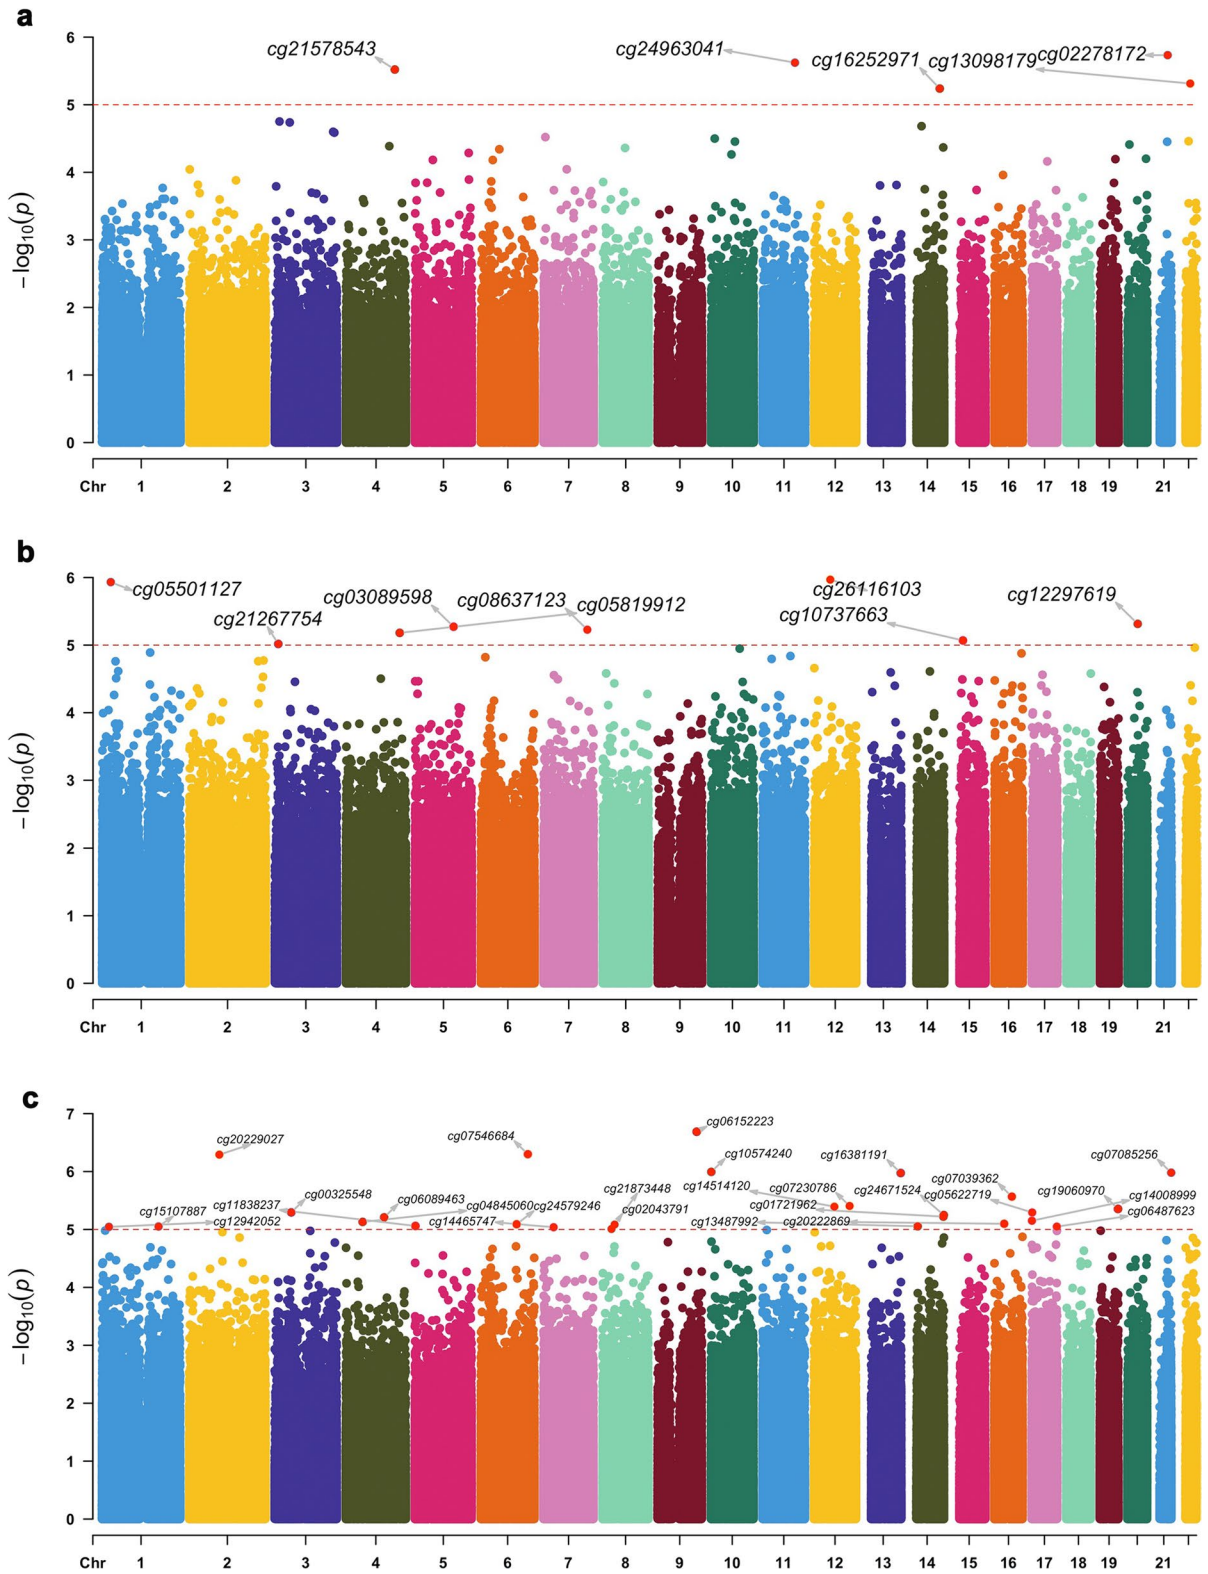 a
6
cg21578543
cg24963041
cg16252971
cg13098179
cg02278172
5
4
3
2
1
0
−log10(p)
Chr 1 2 3 4 5 6 7 8 9 10 11 12 13 14 15 16 17 18 19 21
b
6
cg05501127
cg21267754
cg03089598
cg08637123
cg05819912
cg26116103
cg10737663
cg12297619
5
4
3
2
1
0
−log10(p)
Chr 1 2 3 4 5 6 7 8 9 10 11 12 13 14 15 16 17 18 19 21
c
7
cg06152223
cg20229027
cg07546684
cg10574240
cg16381191
cg07085256
6
cg15107887
cg12942052
cg11838237
cg00325548
cg06089463
cg04845060
cg14465747
cg24579246
cg21873448
cg02043791
cg14514120
cg07230786
cg01721962
cg13487992
cg20222869
cg24671524
cg07039362
cg05622719
cg19060970
cg14008999
cg06487623
5
4
3
2
1
0
−log10(p)
Chr 1 2 3 4 5 6 7 8 9 10 11 12 13 14 15 16 17 18 19 21